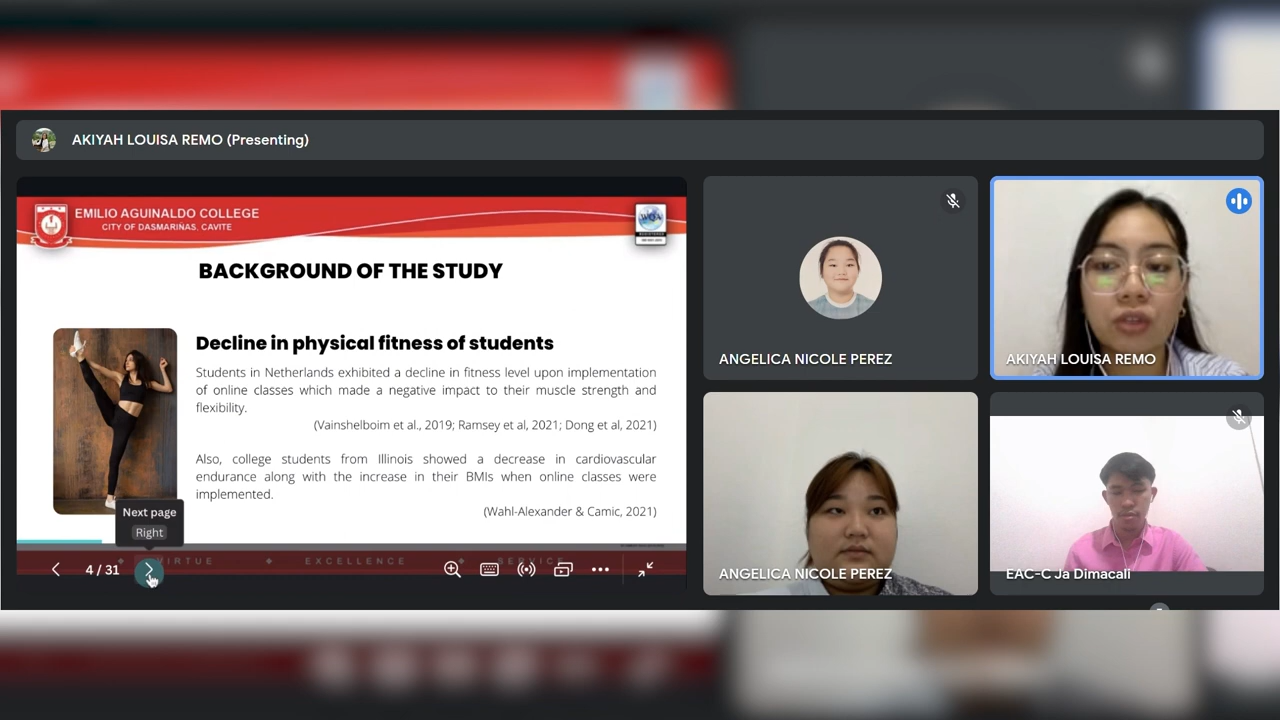 AKIYAH LOUISA REMO (Presenting)
EMILIO AGUINALDO COLLEGE
CITY OF DASMARIÑAS, CAVITE
BACKGROUND OF THE STUDY
Decline in physical fitness of students
Students in Netherlands exhibited a decline in fitness level upon implementation
of online classes which made a negative impact to their muscle strength and
flexibility.
(Vainshelboim et al., 2019; Ramsey et al, 2021; Dong et al, 2021)
Also, college students from Illinois showed a decrease in cardiovascular
endurance along with the increase in their BMIs when online classes were
implemented.
(Wahl-Alexander & Camic, 2021)
Next page
Right
VIRTUE EXCELLENCE SERVICE
4 / 31
ANGELICA NICOLE PEREZ
AKIYAH LOUISA REMO
ANGELICA NICOLE PEREZ
EAC-C Ja Dimacali